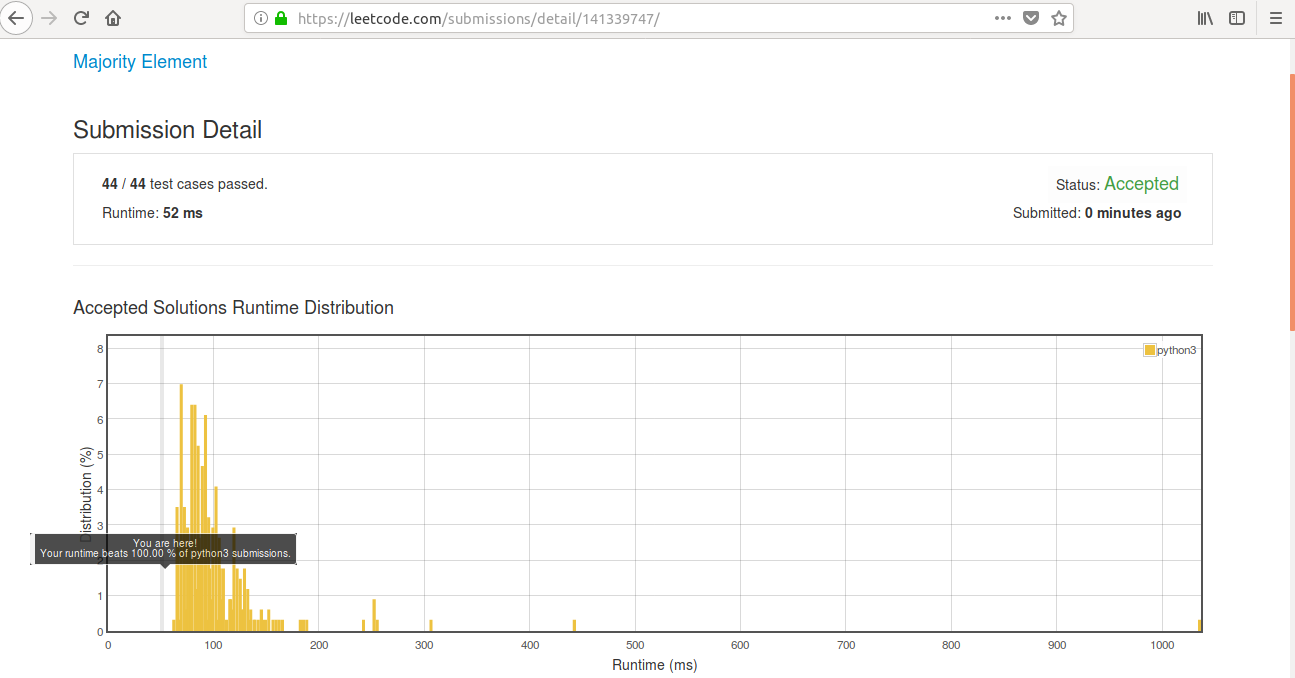 https://leetcode.com/submissions/detail/141339747/
Majority Element
Submission Detail
44 / 44 test cases passed.
Status: Accepted
Runtime: 52 ms
Submitted: 0 minutes ago
Accepted Solutions Runtime Distribution
python3
8
7
6
5
4
3
2
1
0
Distribution (%)
You are here!
Your runtime beats 100.00 % of python3 submissions.
0 100 200 300 400 500 600 700 800 900 1000
Runtime (ms)